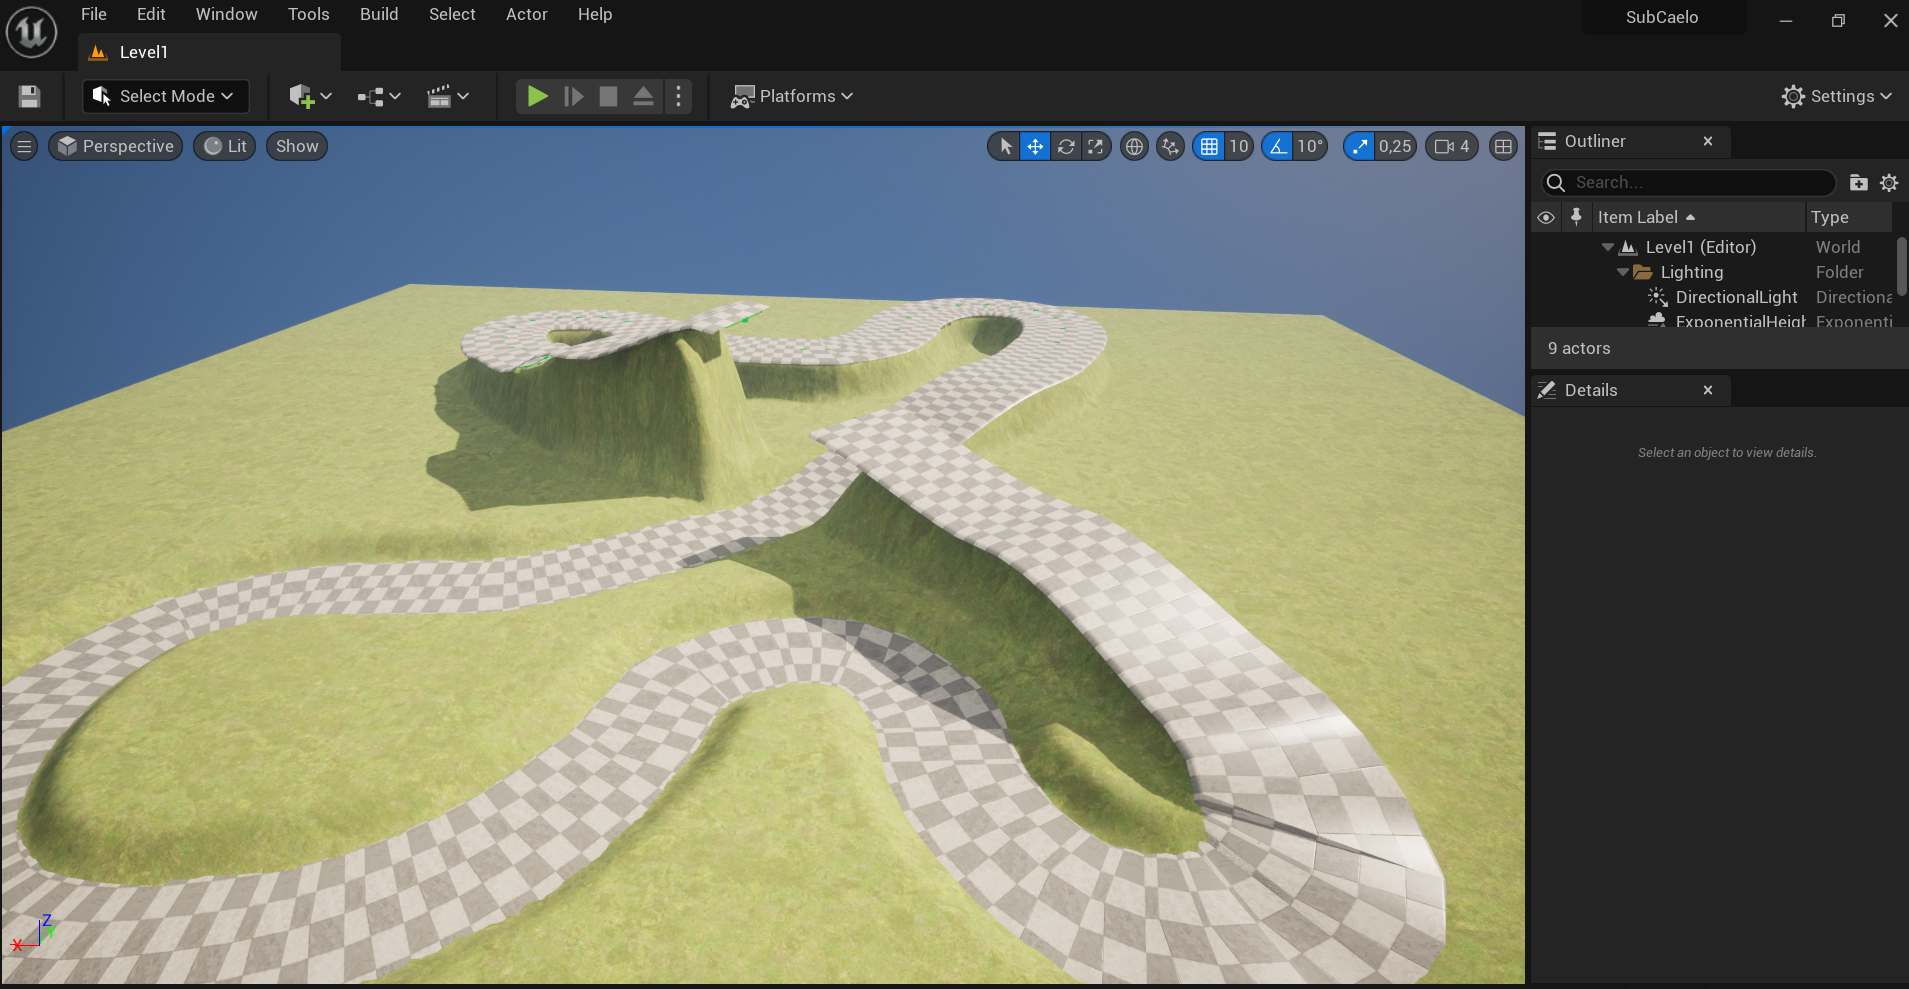 File Edit Window Tools Build Select Actor Help
SubCaelo
Level1
Select Mode
Platforms
Settings
Perspective Lit Show
10 10° 0,25 4
Outliner
Search...
Item Label Type
Level1 (Editor) World
Lighting Folder
DirectionalLight Directiona
ExponentialHeigh Exponenti
9 actors
Details
Select an object to view details.
Z
Y
X